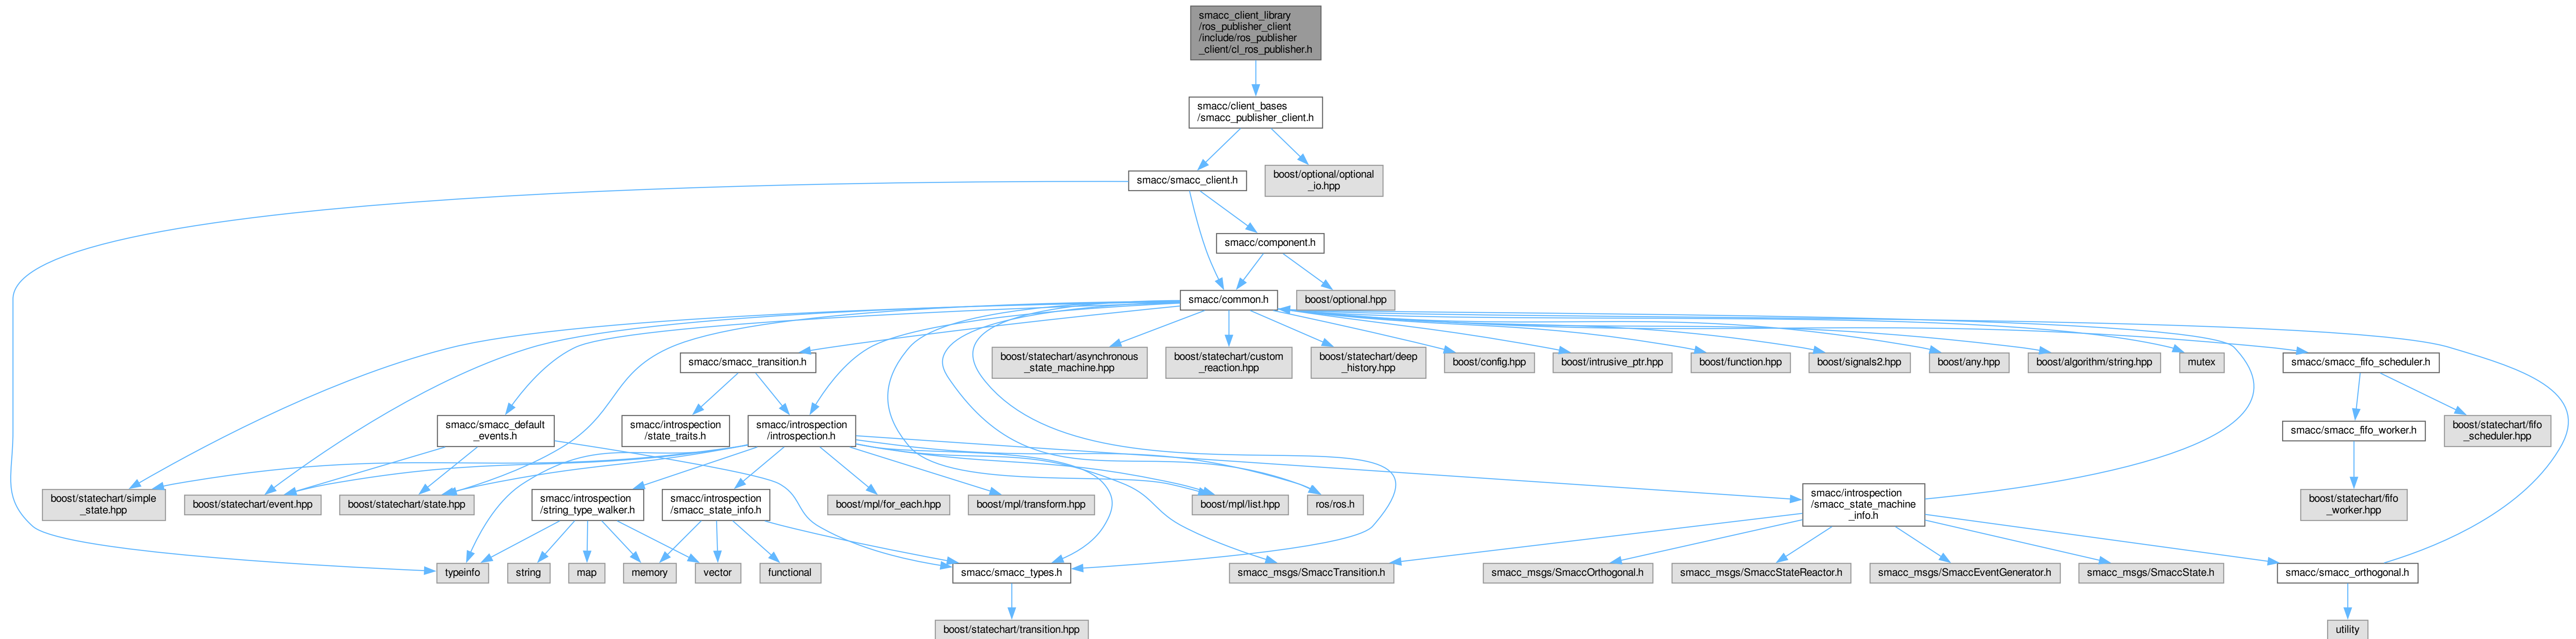 smacc_client_library
/ros_publisher_client
/include/ros_publisher
_client/cl_ros_publisher.h
smacc/client_bases
/smacc_publisher_client.h
smacc/smacc_client.h
boost/optional/optional
_io.hpp
smacc/component.h
smacc/common.h
boost/optional.hpp
smacc/smacc_transition.h
boost/statechart/asynchronous
_state_machine.hpp
boost/statechart/custom
_reaction.hpp
boost/statechart/deep
_history.hpp
boost/config.hpp
boost/intrusive_ptr.hpp
boost/function.hpp
boost/signals2.hpp
boost/any.hpp
boost/algorithm/string.hpp
mutex
smacc/smacc_fifo_scheduler.h
smacc/smacc_default
_events.h
smacc/introspection
/state_traits.h
smacc/introspection
/introspection.h
smacc/smacc_fifo_worker.h
boost/statechart/fifo
_scheduler.hpp
boost/statechart/simple
_state.hpp
boost/statechart/event.hpp
boost/statechart/state.hpp
smacc/introspection
/string_type_walker.h
smacc/introspection
/smacc_state_info.h
boost/mpl/for_each.hpp
boost/mpl/transform.hpp
boost/mpl/list.hpp
ros/ros.h
smacc/introspection
/smacc_state_machine
_info.h
boost/statechart/fifo
_worker.hpp
typeinfo
string
map
memory
vector
functional
smacc/smacc_types.h
smacc_msgs/SmaccTransition.h
smacc_msgs/SmaccOrthogonal.h
smacc_msgs/SmaccStateReactor.h
smacc_msgs/SmaccEventGenerator.h
smacc_msgs/SmaccState.h
smacc/smacc_orthogonal.h
boost/statechart/transition.hpp
utility